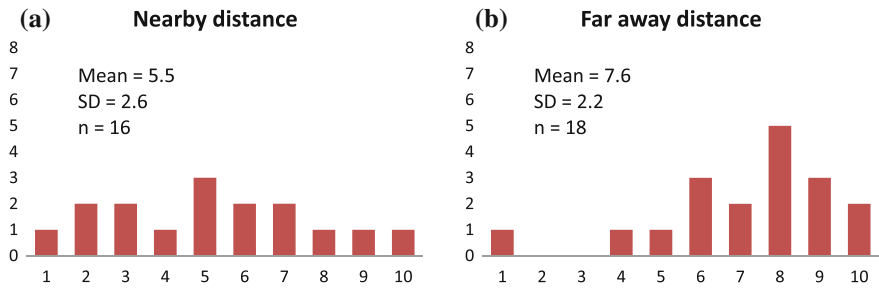 (a) Nearby distance
8
7
6
5
4
3
2
1
0
Mean = 5.5
SD = 2.6
n = 16
1 2 3 4 5 6 7 8 9 10
(b) Far away distance
8
7
6
5
4
3
2
1
0
Mean = 7.6
SD = 2.2
n = 18
1 2 3 4 5 6 7 8 9 10